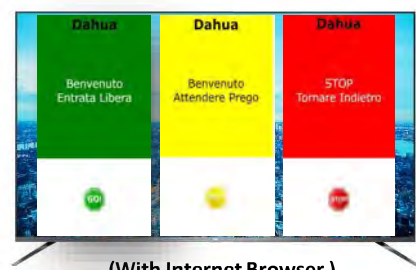 Dahua
Benvenuto
Entrata Libera
GO!
Dahua
Benvenuto
Attendere Prego
Dahua
STOP
Tornare Indietro
STOP
(With Internet Browser )